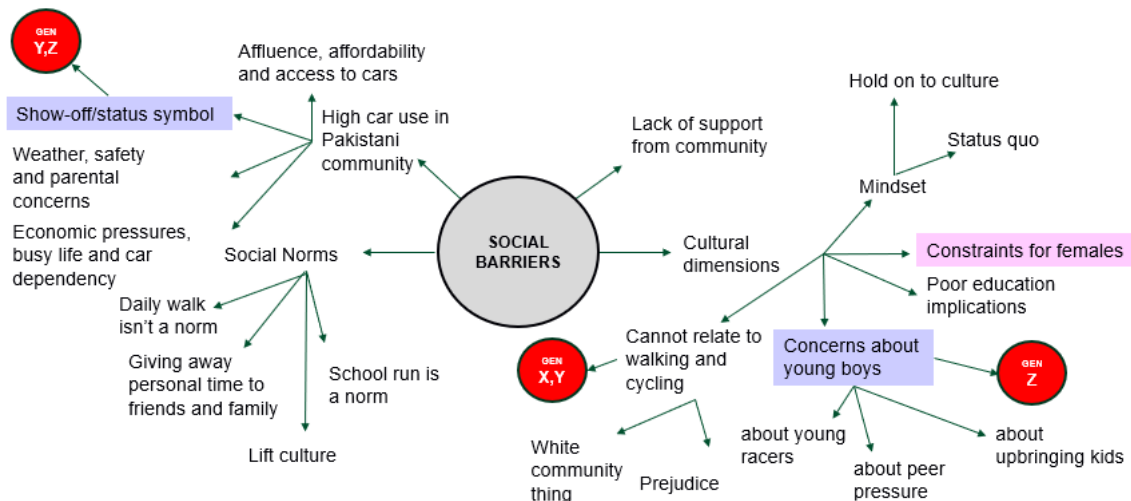 GEN
Y,Z
Affluence, affordability
and access to cars
Show-off/status symbol
High car use in
Pakistani
community
Weather, safety
and parental
concerns
Economic pressures,
busy life and car
dependency
Social Norms
Daily walk
isn't a norm
Giving away
personal time to
friends and family
School run is
a norm
Lift culture
SOCIAL
BARRIERS
Lack of support
from community
Cultural
dimensions
Hold on to culture
Status quo
Mindset
Constraints for females
Poor education
implications
Cannot relate to
walking and
cycling
GEN
X,Y
White
community
thing
Prejudice
Concerns about
young boys
GEN
Z
about young
racers
about peer
pressure
about
upbringing kids